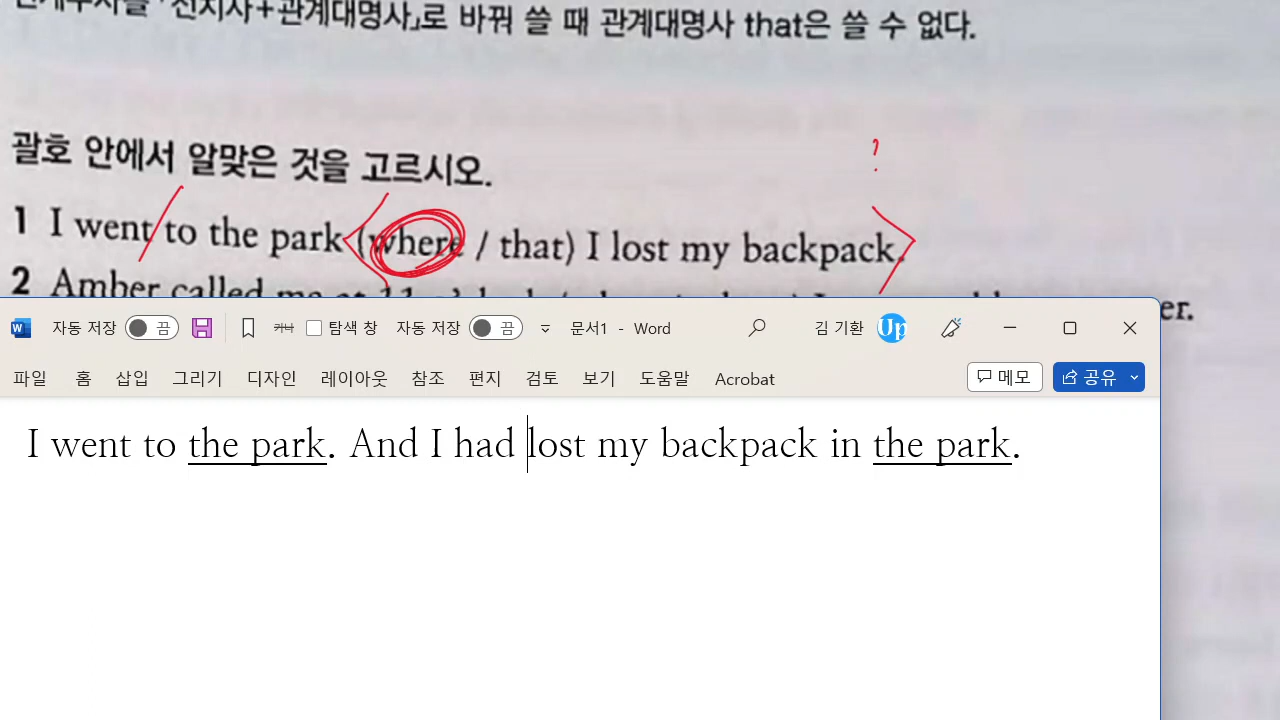 「전치사+관계대명사」로 바꿔 쓸 때 관계대명사 that은 쓸 수 없다.
괄호 안에서 알맞은 것을 고르시오.
1 I went to the park (where / that) I lost my backpack.
?
2 Amber called me at er.
자동 저장 끔 가나 탐색 창 자동 저장 끔 문서1 - Word 김 기환 Up
파일 홈 삽입 그리기 디자인 레이아웃 참조 편지 검토 보기 도움말 Acrobat 메모 공유
I went to the park. And I had lost my backpack in the park.